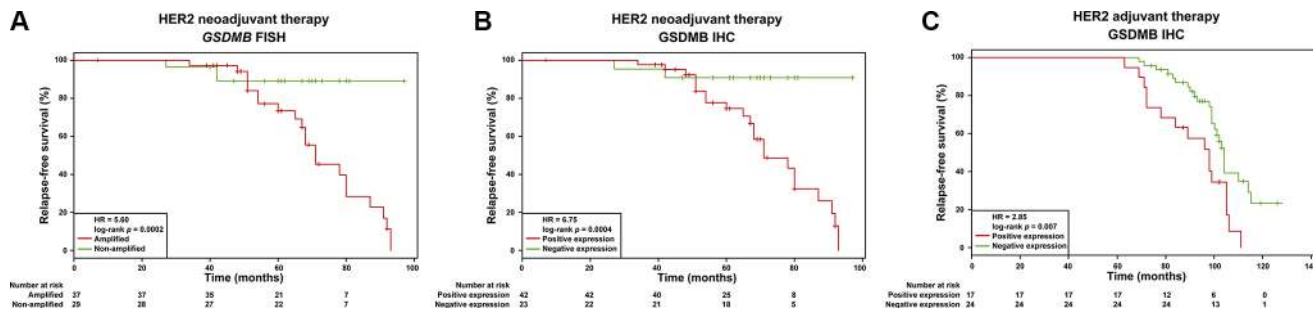 A
HER2 neoadjuvant therapy
GSDMB FISH
Relapse-free survival (%)
100
80
60
40
20
0
HR = 5.60
log-rank p = 0.0002
Amplified
Non-amplified
0 20 40 60 80 100
Time (months)
Number at risk
Amplified 37 37 35 21 7
Non-amplified 29 28 27 22 7
B
HER2 neoadjuvant therapy
GSDMB IHC
Relapse-free survival (%)
100
80
60
40
20
0
HR = 6.75
log-rank p = 0.0004
Positive expression
Negative expression
0 20 40 60 80 100
Time (months)
Number at risk
Positive expression 42 42 40 25 8
Negative expression 23 22 21 18 5
C
HER2 adjuvant therapy
GSDMB IHC
Relapse-free survival (%)
100
80
60
40
20
0
HR = 2.85
log-rank p = 0.007
Positive expression
Negative expression
0 20 40 60 80 100 120 140
Time (months)
Number at risk
Positive expression 17 17 17 17 12 6 0
Negative expression 24 24 24 24 24 13 1